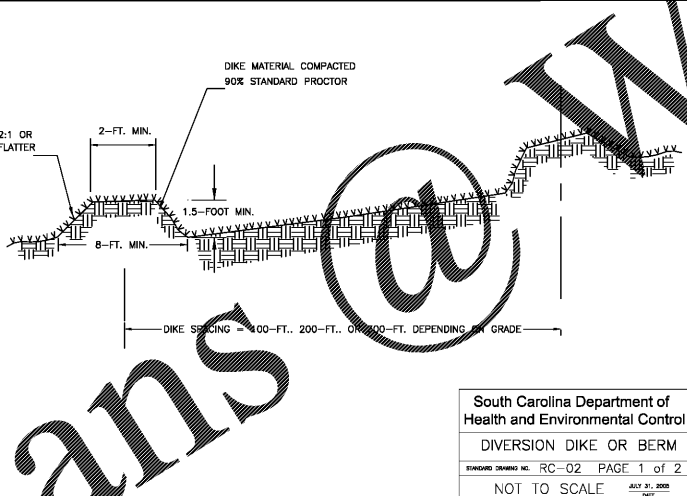 DIKE MATERIAL COMPACTED
90% STANDARD PROCTOR
2:1 OR
FLATTER
2-FT. MIN.
1.5-FOOT MIN.
8-FT. MIN.
DIKE SPACING = 100-FT., 200-FT., OR 300-FT. DEPENDING ON GRADE
ans @ W
South Carolina Department of
Health and Environmental Control
DIVERSION DIKE OR BERM
STANDARD DRAWING NO. RC-02 PAGE 1 of 2
NOT TO SCALE JULY 31, 2005
DATE